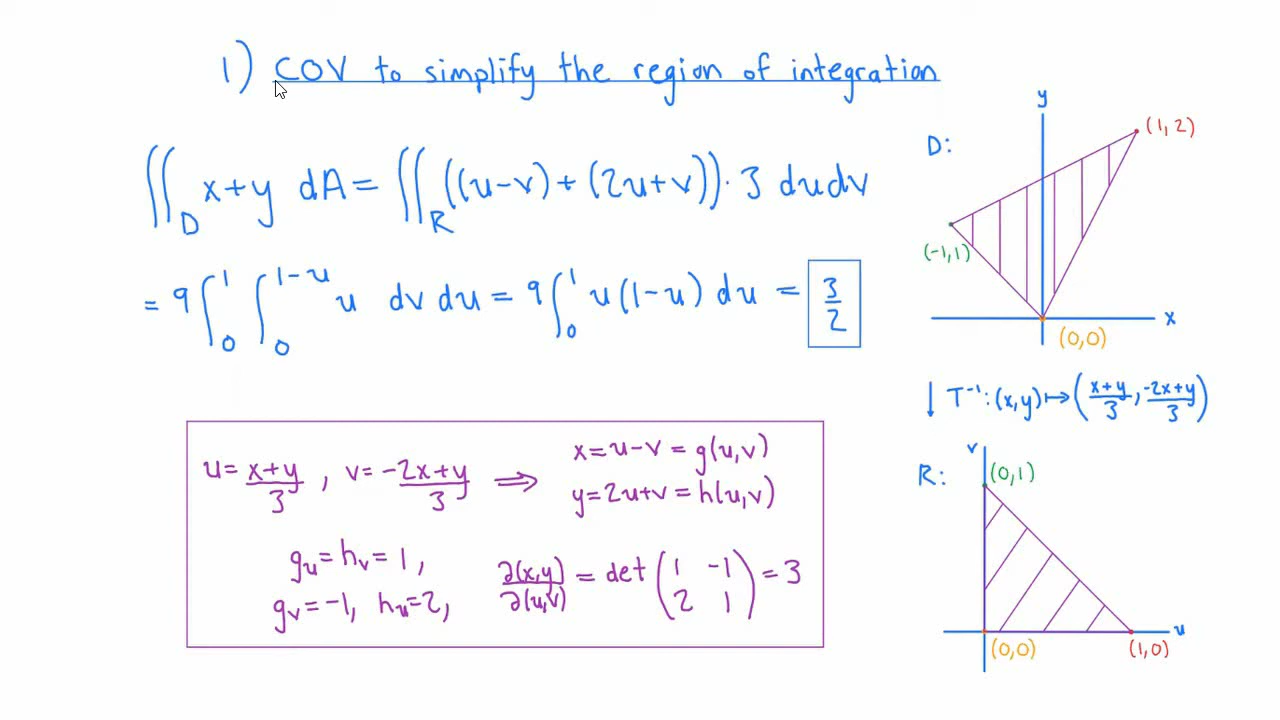 1) COV to simplify the region of integration
∬_D x+y dA = ∬_R ((u-v)+(2u+v))·3 dudv
= 9 ∫_0^1 ∫_0^{1-u} u dv du = 9 ∫_0^1 u(1-u) du = 3/2
D:
y
(1,2)
(-1,1)
x
(0,0)
↓ T⁻¹: (x,y) ↦ ((x+y)/3, (-2x+y)/3)
u = (x+y)/3 , v = (-2x+y)/3 ⟹
x=u-v=g(u,v)
y=2u+v=h(u,v)
g_u = h_v = 1,
g_v = -1, h_u = 2,
∂(x,y)/∂(u,v) = det (1 -1; 2 1) = 3
R:
v
(0,1)
u
(0,0)
(1,0)